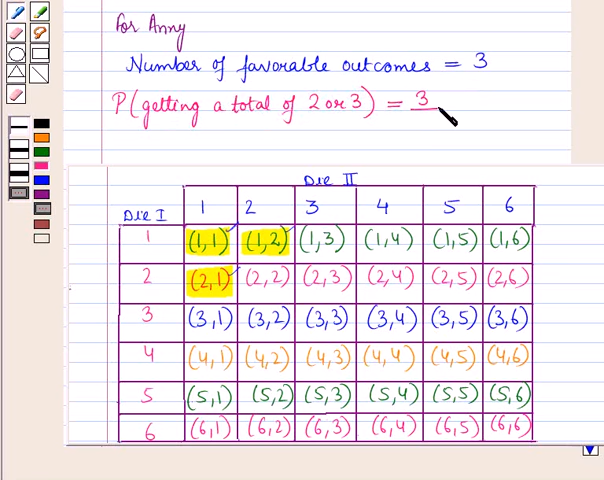 For Anny
Number of favorable outcomes = 3
P(getting a total of 2 or 3) = 3
Die II
Die I 1 2 3 4 5 6
1 (1,1) (1,2) (1,3) (1,4) (1,5) (1,6)
2 (2,1) (2,2) (2,3) (2,4) (2,5) (2,6)
3 (3,1) (3,2) (3,3) (3,4) (3,5) (3,6)
4 (4,1) (4,2) (4,3) (4,4) (4,5) (4,6)
5 (5,1) (5,2) (5,3) (5,4) (5,5) (5,6)
6 (6,1) (6,2) (6,3) (6,4) (6,5) (6,6)